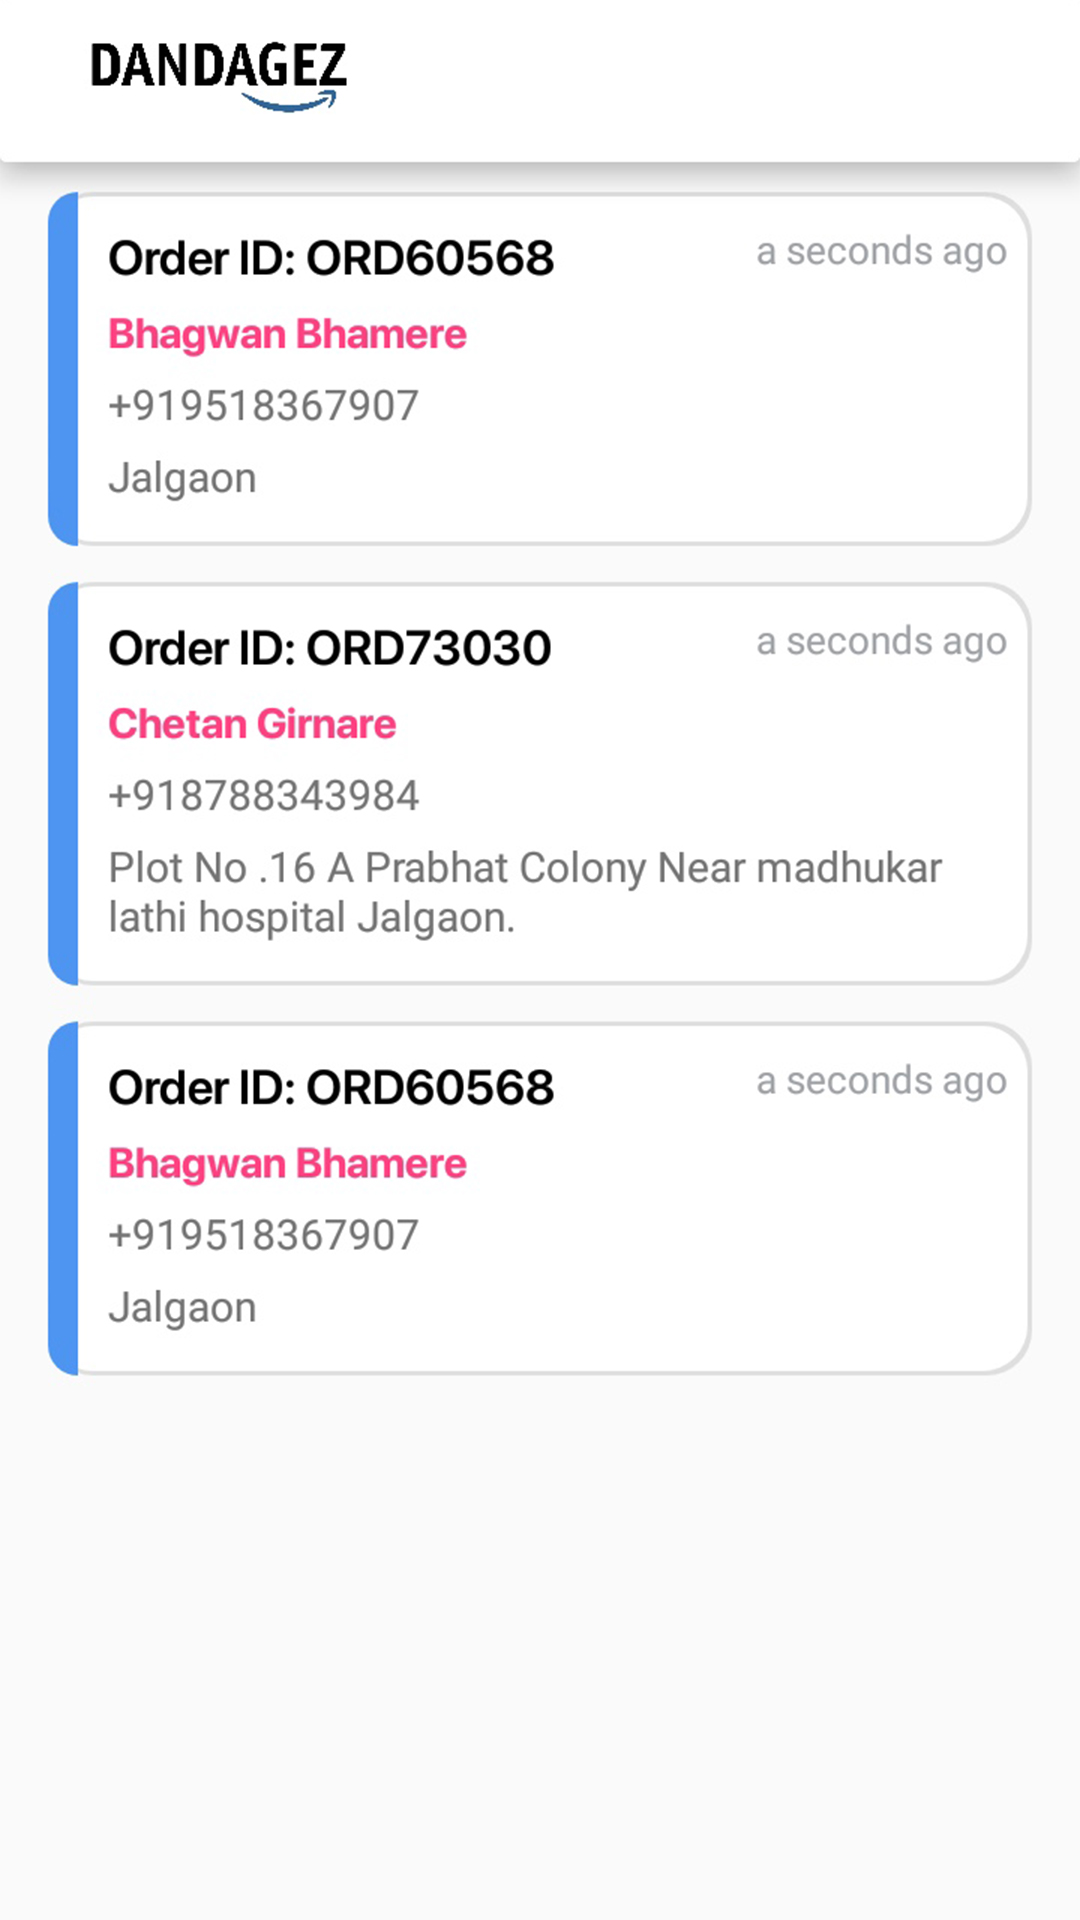 DANDAGEZ
Order ID: ORD60568
a seconds ago
Bhagwan Bhamere
+919518367907
Jalgaon
Order ID: ORD73030
a seconds ago
Chetan Girnare
+918788343984
Plot No .16 A Prabhat Colony Near madhukar
lathi hospital Jalgaon.
Order ID: ORD60568
a seconds ago
Bhagwan Bhamere
+919518367907
Jalgaon